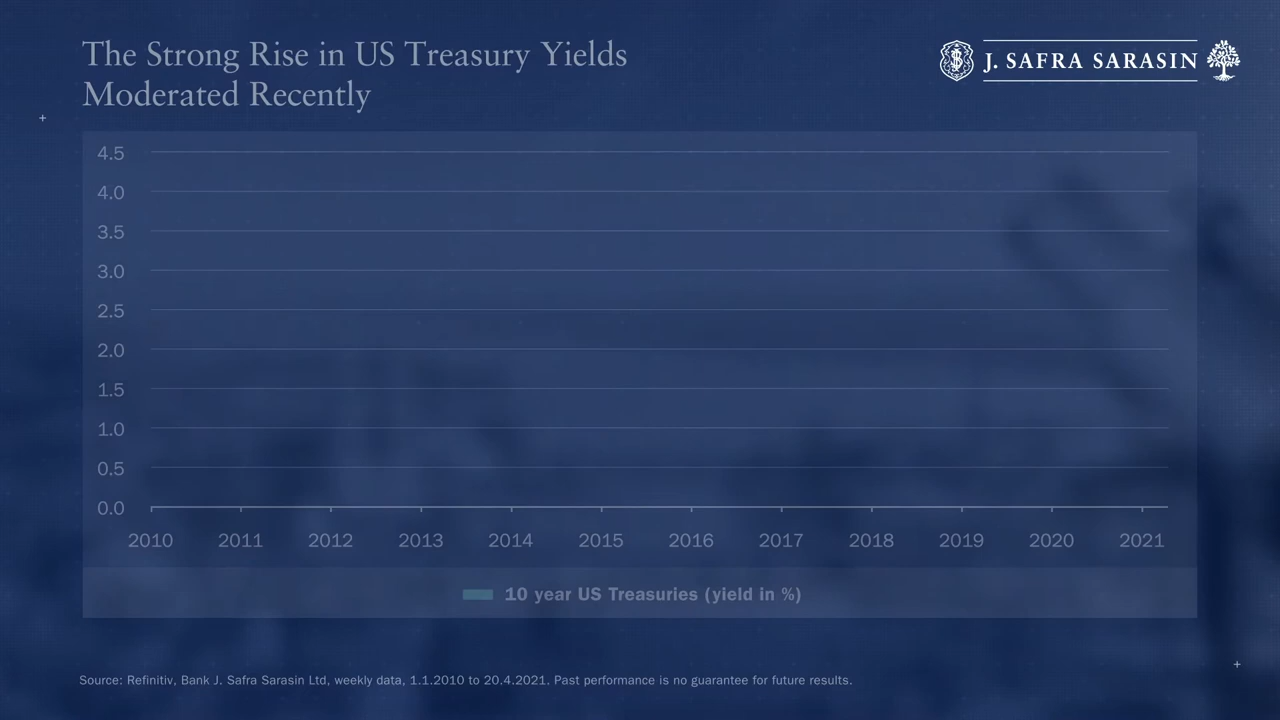 The Strong Rise in US Treasury Yields
Moderated Recently
J. SAFRA SARASIN
4.5
4.0
3.5
3.0
2.5
2.0
1.5
1.0
0.5
0.0
2010 2011 2012 2013 2014 2015 2016 2017 2018 2019 2020 2021
10 year US Treasuries (yield in %)
Source: Refinitiv, Bank J. Safra Sarasin Ltd, weekly data, 1.1.2010 to 20.4.2021. Past performance is no guarantee for future results.